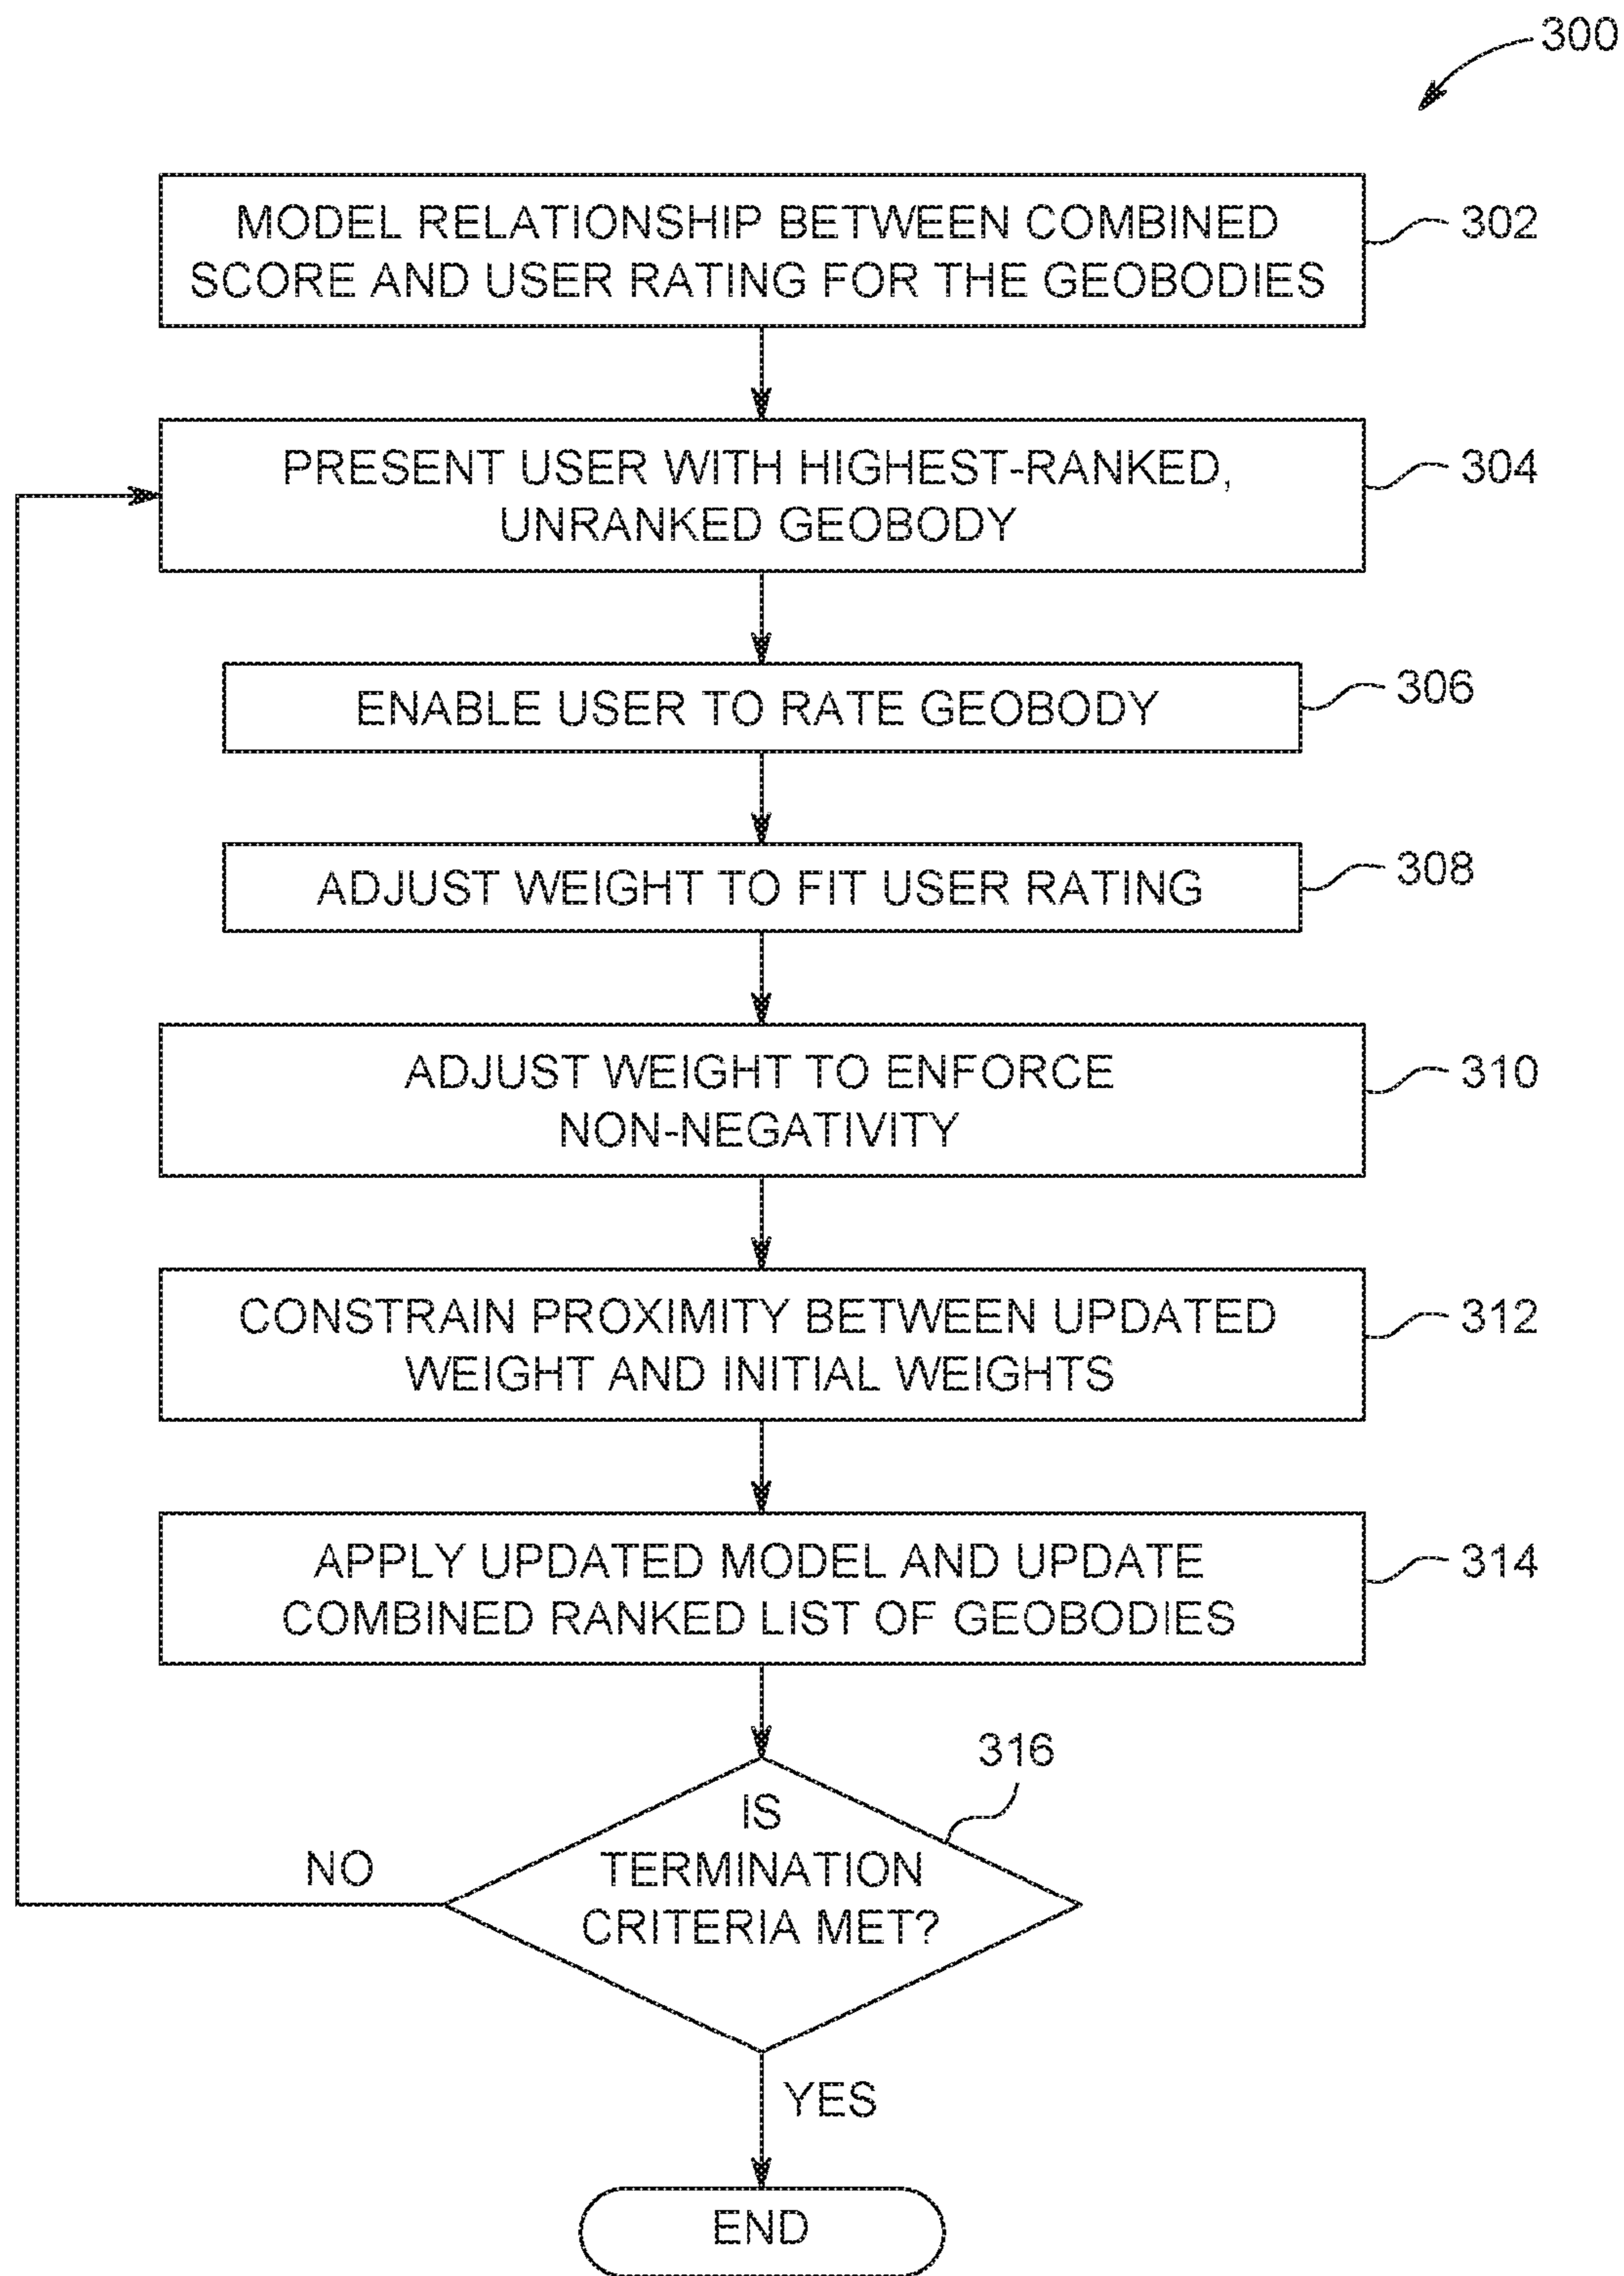 300
MODEL RELATIONSHIP BETWEEN COMBINED
SCORE AND USER RATING FOR THE GEOBODIES
302
PRESENT USER WITH HIGHEST-RANKED,
UNRANKED GEOBODY
304
ENABLE USER TO RATE GEOBODY
306
ADJUST WEIGHT TO FIT USER RATING
308
ADJUST WEIGHT TO ENFORCE
NON-NEGATIVITY
310
CONSTRAIN PROXIMITY BETWEEN UPDATED
WEIGHT AND INITIAL WEIGHTS
312
APPLY UPDATED MODEL AND UPDATE
COMBINED RANKED LIST OF GEOBODIES
314
316
IS
TERMINATION
CRITERIA MET?
NO
YES
END